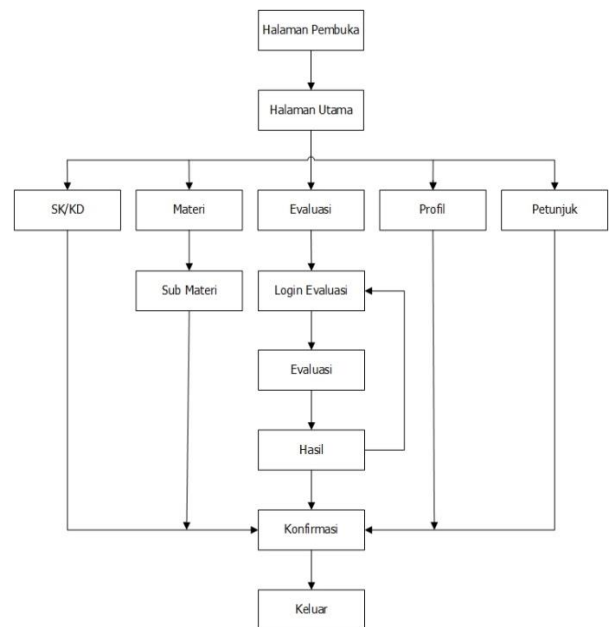 Halaman Pembuka
Halaman Utama
SK/KD
Materi
Evaluasi
Profil
Petunjuk
Sub Materi
Login Evaluasi
Evaluasi
Hasil
Konfirmasi
Keluar